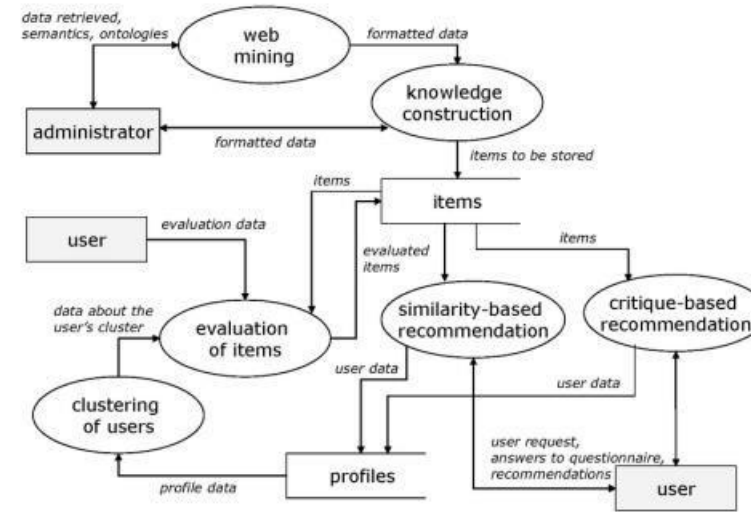 data retrieved,
semantics, ontologies
web
mining
formatted data
knowledge
construction
administrator
formatted data
items to be stored
items
items
user
evaluation data
evaluated
items
items
data about the
user's cluster
evaluation
of items
similarity-based
recommendation
critique-based
recommendation
user data
user data
clustering
of users
profile data
profiles
user request,
answers to questionnaire,
recommendations
user